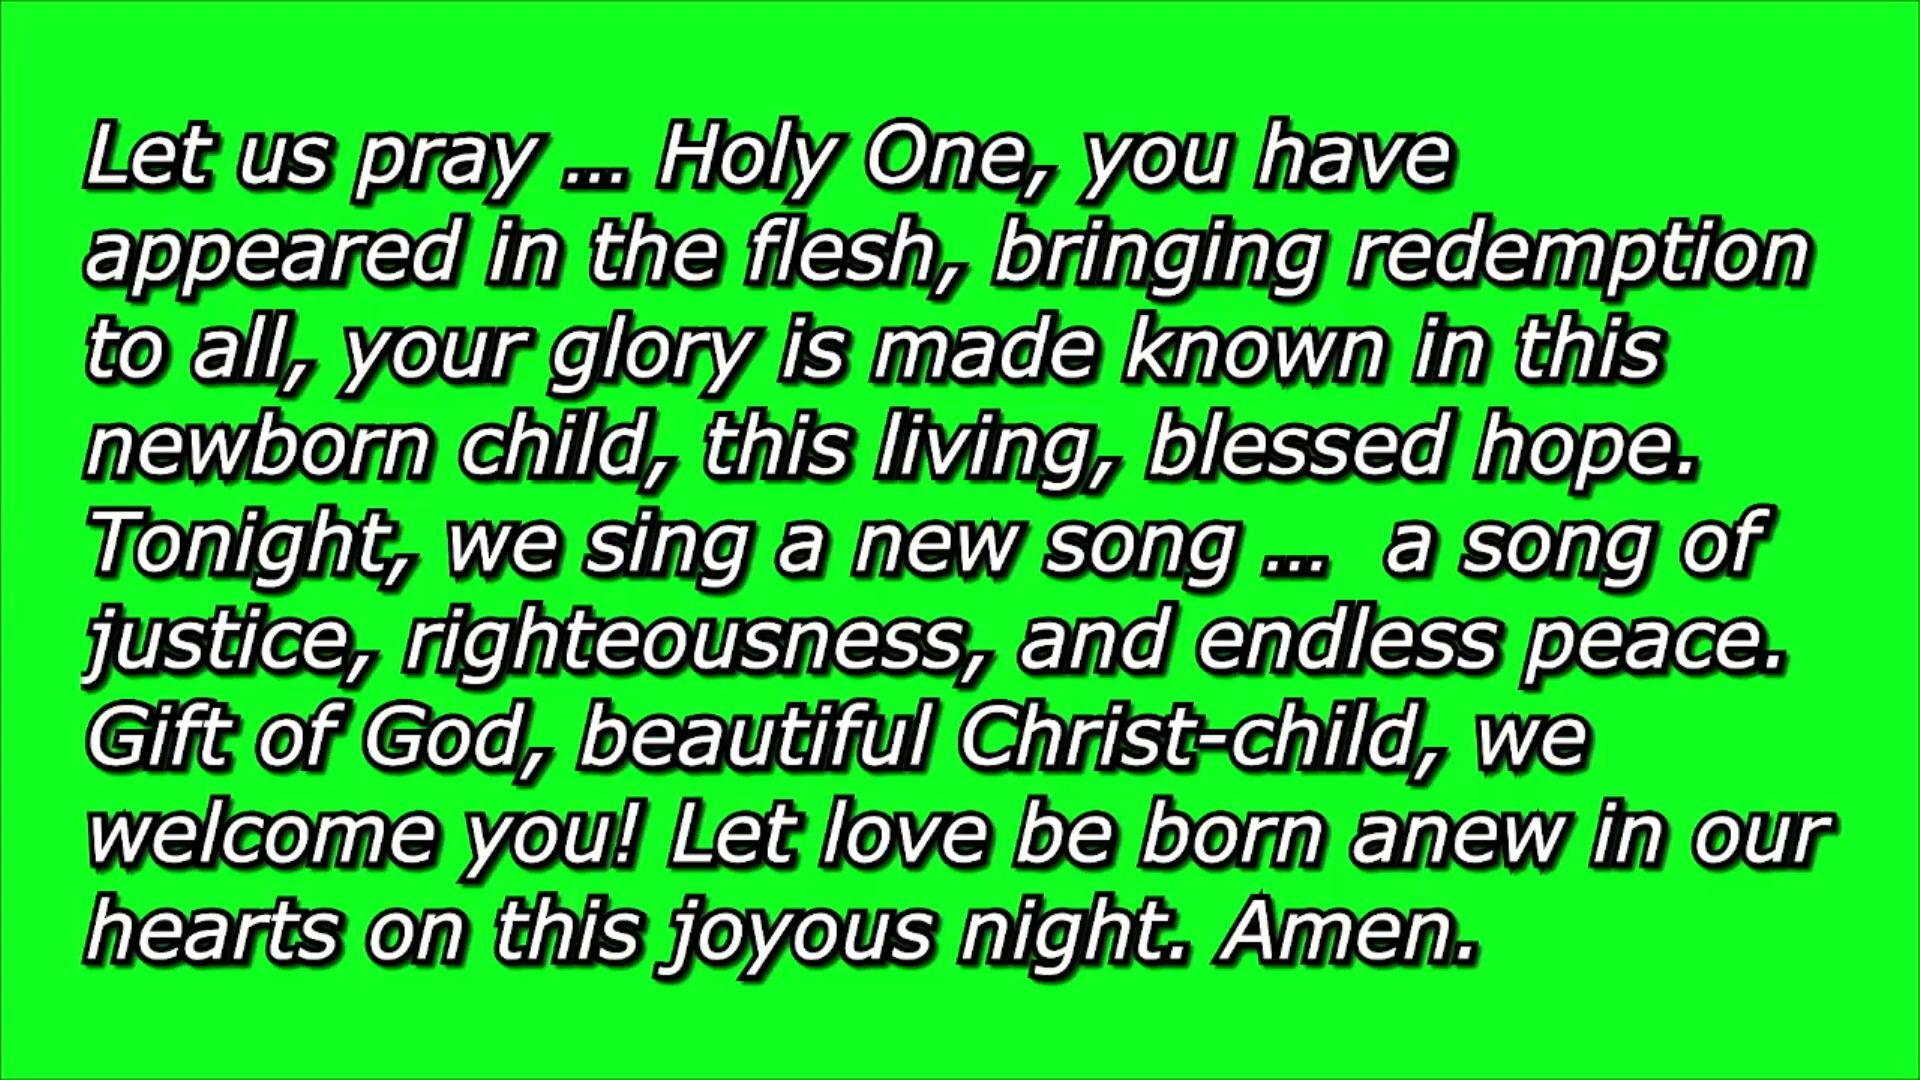 Let us pray … Holy One, you have
appeared in the flesh, bringing redemption
to all, your glory is made known in this
newborn child, this living, blessed hope.
Tonight, we sing a new song …  a song of
justice, righteousness, and endless peace.
Gift of God, beautiful Christ-child, we
welcome you! Let love be born anew in our
hearts on this joyous night. Amen.